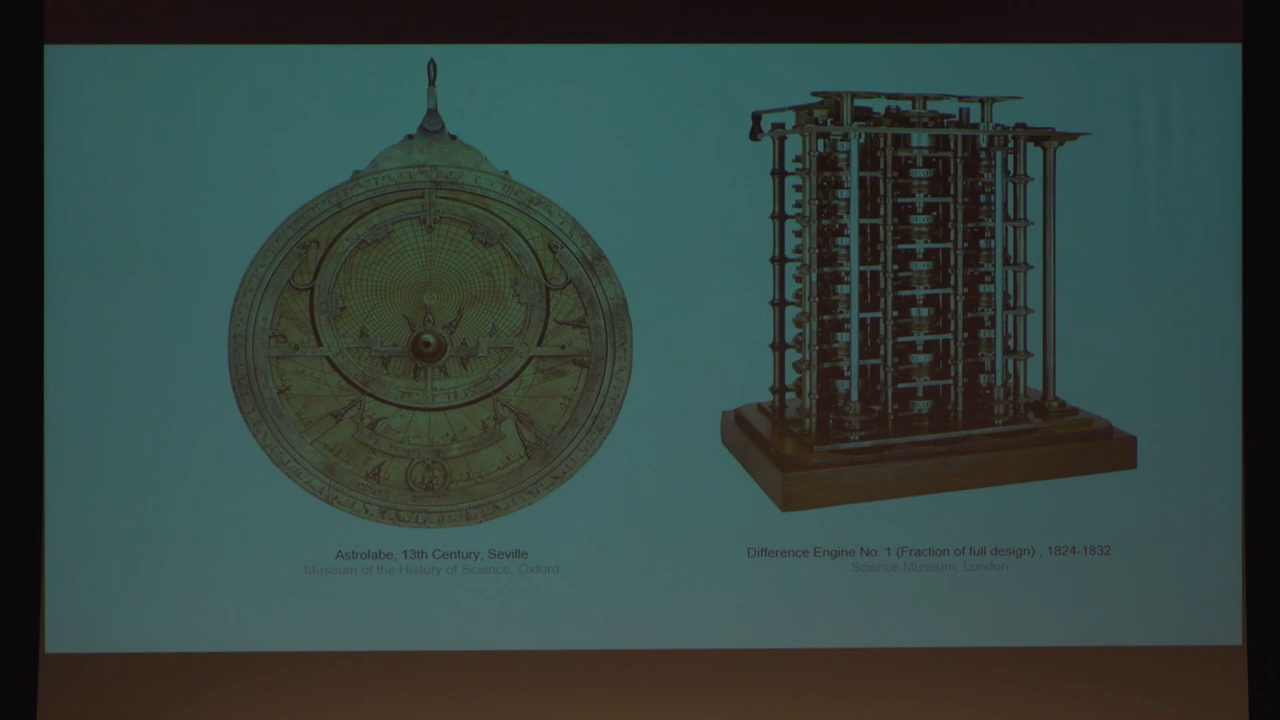 Astrolabe, 13th Century, Seville
Museum of the History of Science, Oxford
Difference Engine No. 1 (Fraction of full design) , 1824-1832
Science Museum, London